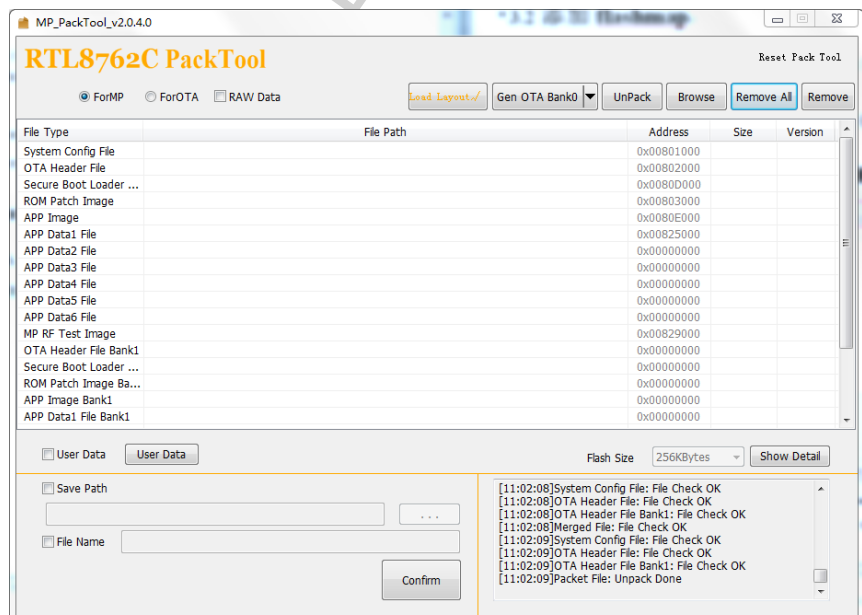 MP_PackTool_v2.0.4.0
RTL8762C PackTool
Reset Pack Tool
ForMP ForOTA RAW Data Load Layout√ Gen OTA Bank0 UnPack Browse Remove All Remove
File Type File Path Address Size Version
System Config File 0x00801000
OTA Header File 0x00802000
Secure Boot Loader ... 0x0080D000
ROM Patch Image 0x00803000
APP Image 0x0080E000
APP Data1 File 0x00825000
APP Data2 File 0x00000000
APP Data3 File 0x00000000
APP Data4 File 0x00000000
APP Data5 File 0x00000000
APP Data6 File 0x00000000
MP RF Test Image 0x00829000
OTA Header File Bank1 0x00000000
Secure Boot Loader ... 0x00000000
ROM Patch Image Ba... 0x00000000
APP Image Bank1 0x00000000
APP Data1 File Bank1 0x00000000
User Data User Data Flash Size 256KBytes Show Detail
Save Path
...
File Name
Confirm
[11:02:08]System Config File: File Check OK
[11:02:08]OTA Header File: File Check OK
[11:02:08]OTA Header File Bank1: File Check OK
[11:02:08]Merged File: File Check OK
[11:02:09]System Config File: File Check OK
[11:02:09]OTA Header File: File Check OK
[11:02:09]OTA Header File Bank1: File Check OK
[11:02:09]Packet File: Unpack Done